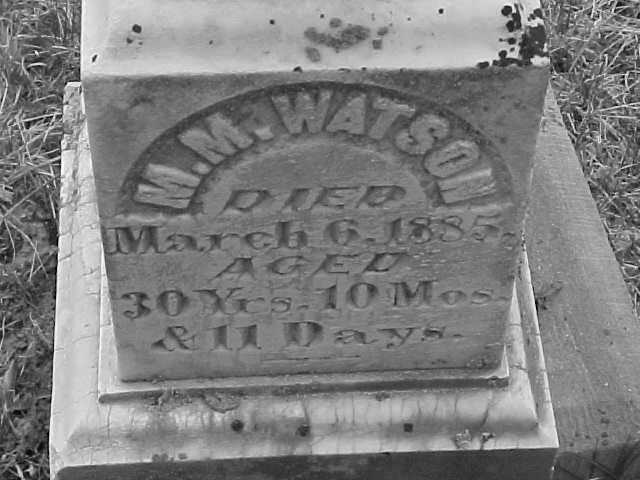 M. M. WATSON
DIED
March 6, 1885,
AGED
30 Yrs. 10 Mos.
& 11 Days.